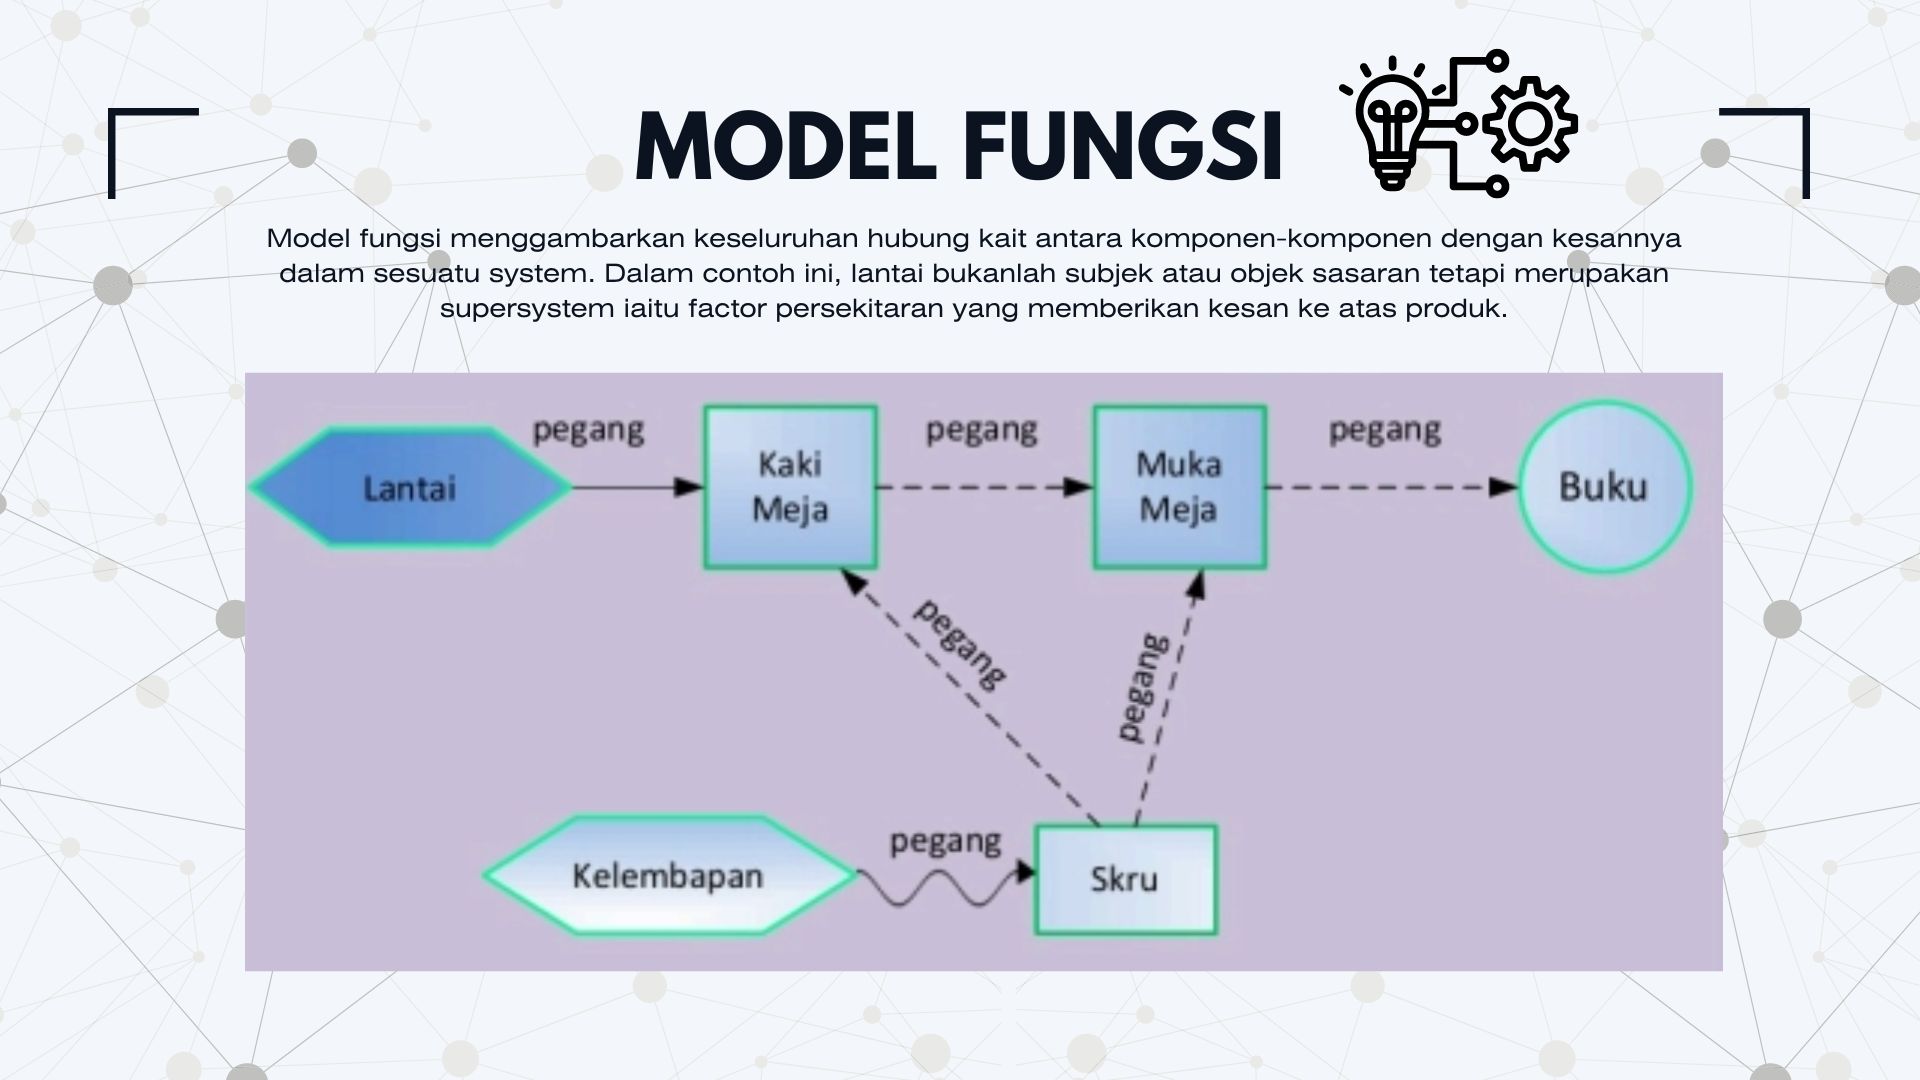 MODEL FUNGSI
Model fungsi menggambarkan keseluruhan hubung kait antara komponen-komponen dengan kesannya
dalam sesuatu system. Dalam contoh ini, lantai bukanlah subjek atau objek sasaran tetapi merupakan
supersystem iaitu factor persekitaran yang memberikan kesan ke atas produk.
Lantai
pegang
Kaki
Meja
pegang
Muka
Meja
pegang
Buku
pegang
pegang
Kelembapan
pegang
Skru